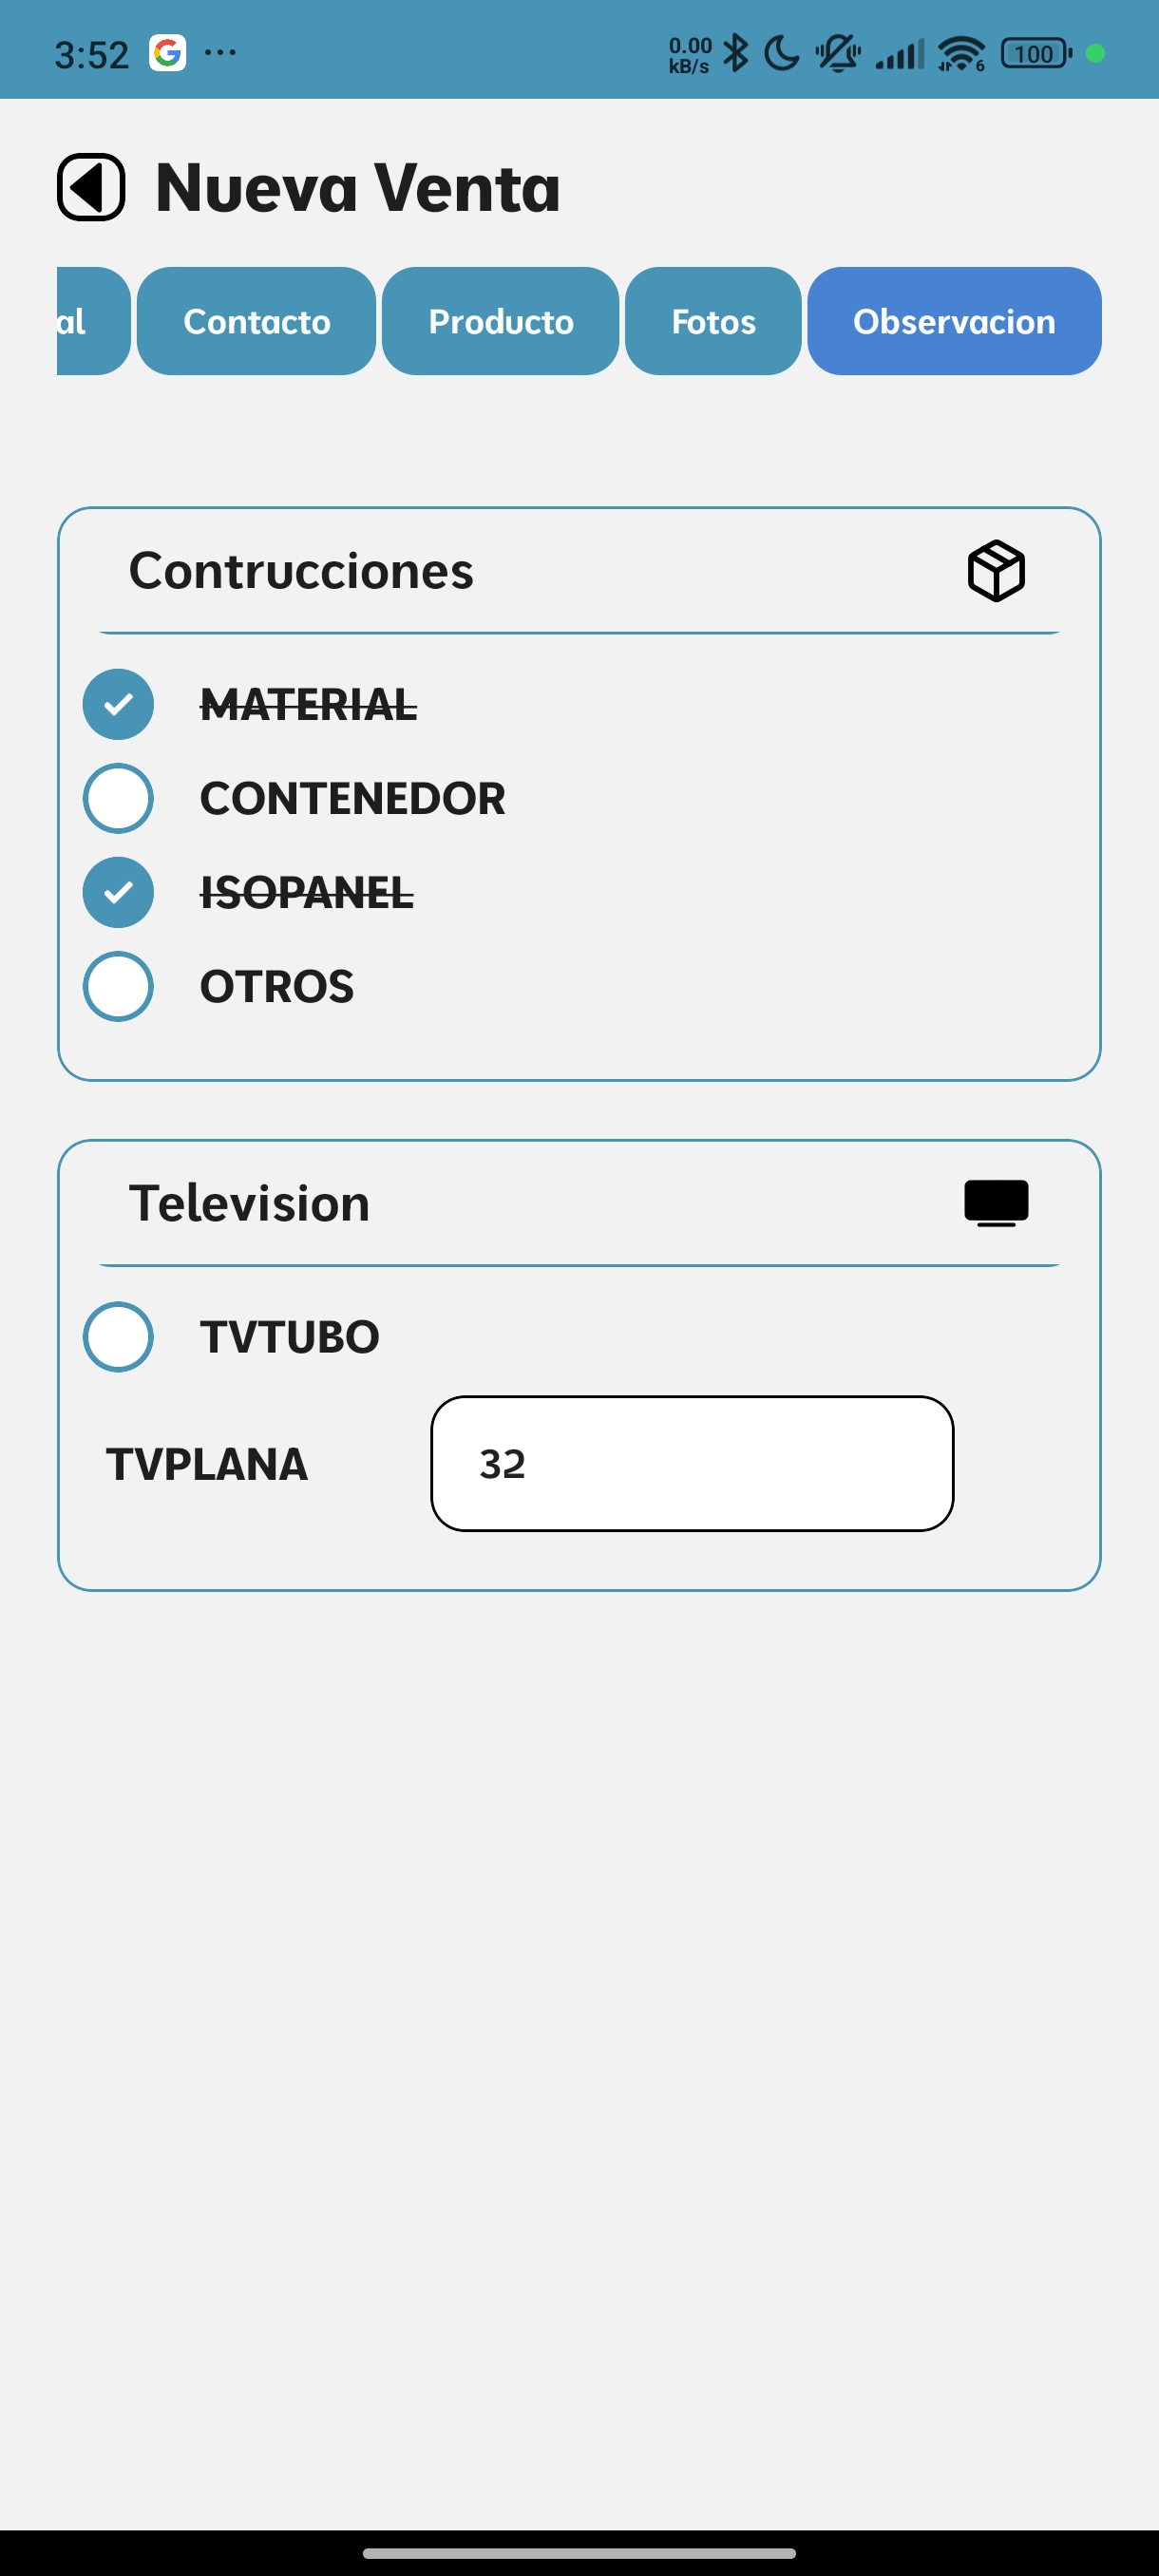 3:52 G ... 0.00 kB/s 6 100
Nueva Venta
al Contacto Producto Fotos Observacion
Contrucciones
MATERIAL
CONTENEDOR
ISOPANEL
OTROS
Television
TVTUBO
TVPLANA 32